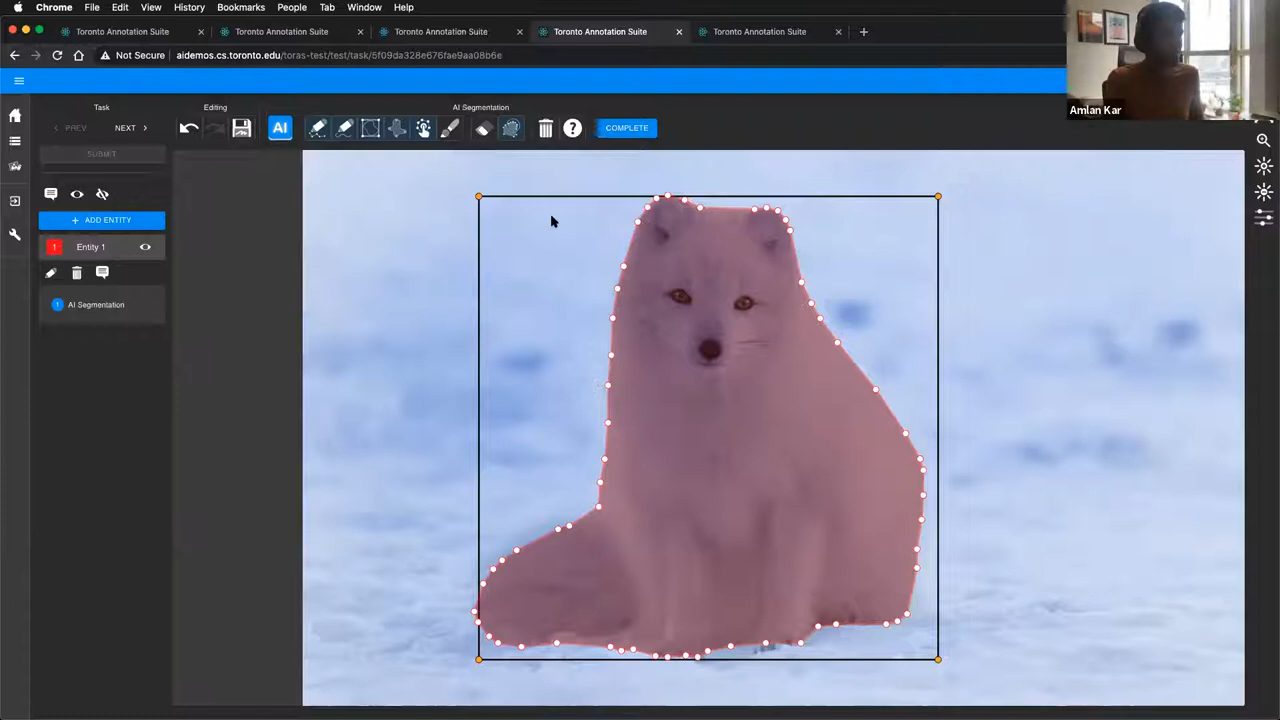 Chrome File Edit View History Bookmarks People Tab Window Help
Toronto Annotation Suite Toronto Annotation Suite Toronto Annotation Suite Toronto Annotation Suite Toronto Annotation Suite
Not Secure aidemos.cs.toronto.edu/toras-test/test/task/5f09da328e676fae9aa08b6e
Amlan Kar
Task Editing AI Segmentation
PREV NEXT AI COMPLETE
SUBMIT
+ ADD ENTITY
1 Entity 1
1 AI Segmentation